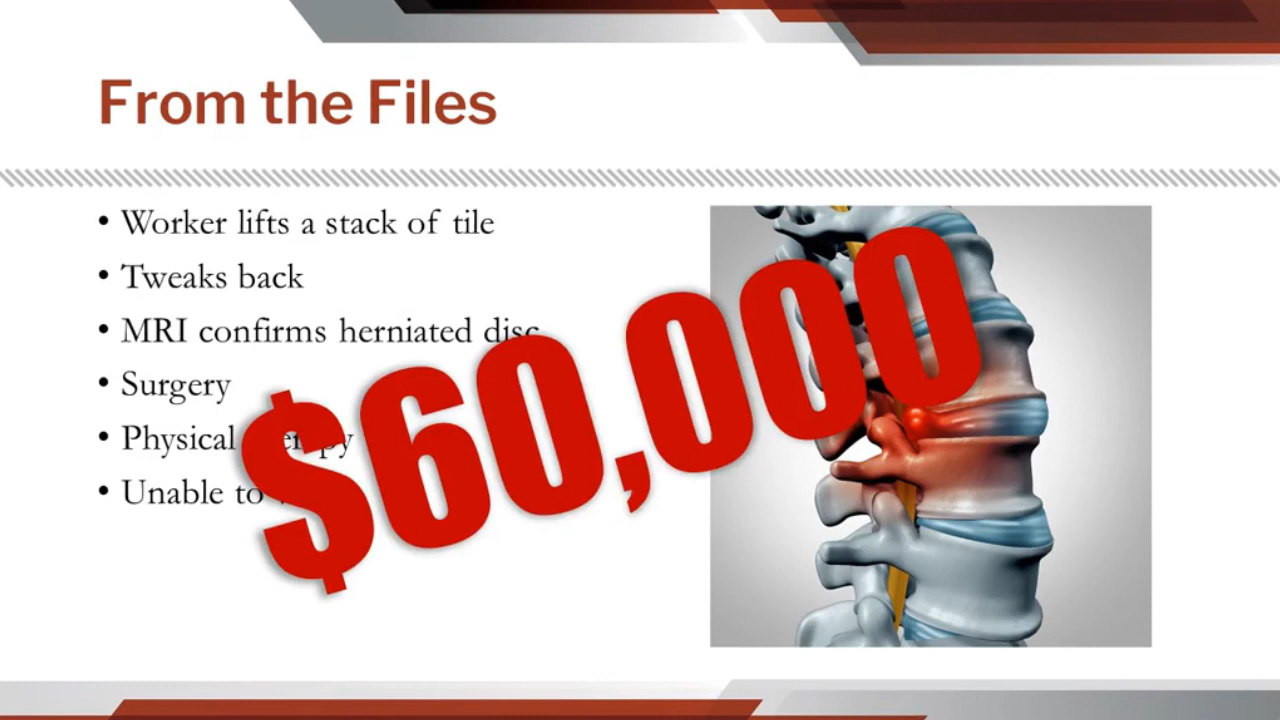 From the Files
• Worker lifts a stack of tile
• Tweaks back
• MRI confirms herniated disc
• Surgery
• Physical
• Unable to
$60,000